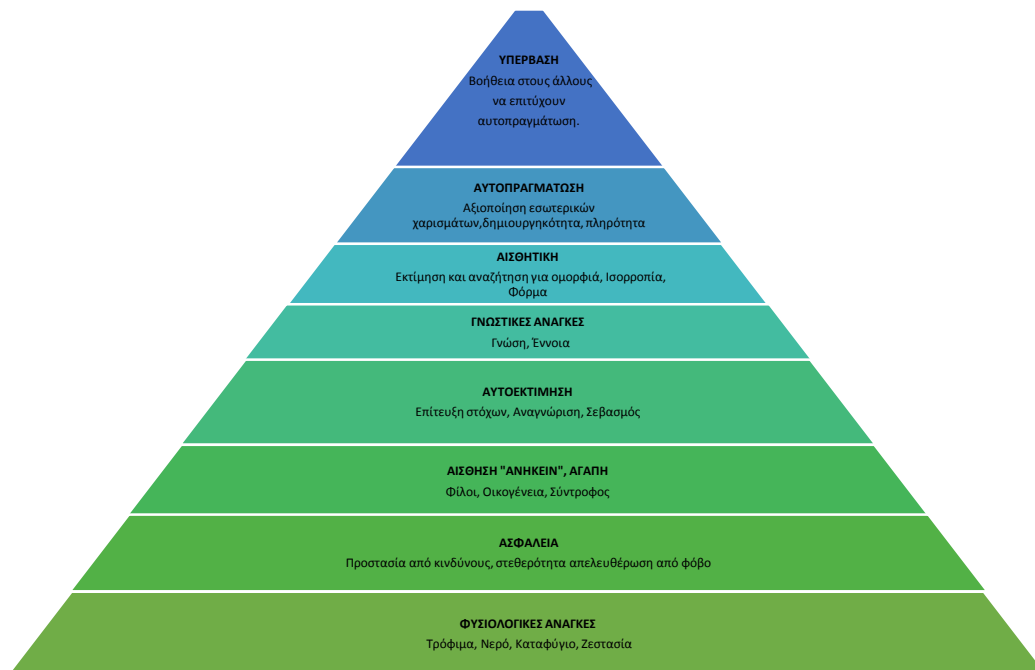 ΥΠΕΡΒΑΣΗ
Βοήθεια στους άλλους
να επιτύχουν
αυτοπραγμάτωση.
ΑΥΤΟΠΡΑΓΜΑΤΩΣΗ
Αξιοποίηση εσωτερικών
χαρισμάτων,δημιουργηκότητα, πληρότητα
ΑΙΣΘΗΤΙΚΗ
Εκτίμηση και αναζήτηση για ομορφιά, Ισορροπία,
Φόρμα
ΓΝΩΣΤΙΚΕΣ ΑΝΑΓΚΕΣ
Γνώση, Έννοια
ΑΥΤΟΕΚΤΙΜΗΣΗ
Επίτευξη στόχων, Αναγνώριση, Σεβασμός
ΑΙΣΘΗΣΗ "ΑΝΗΚΕΙΝ", ΑΓΑΠΗ
Φίλοι, Οικογένεια, Σύντροφος
ΑΣΦΑΛΕΙΑ
Προστασία από κινδύνους, στεθερότητα απελευθέρωση από φόβο
ΦΥΣΙΟΛΟΓΙΚΕΣ ΑΝΑΓΚΕΣ
Τρόφιμα, Νερό, Καταφύγιο, Ζεστασία